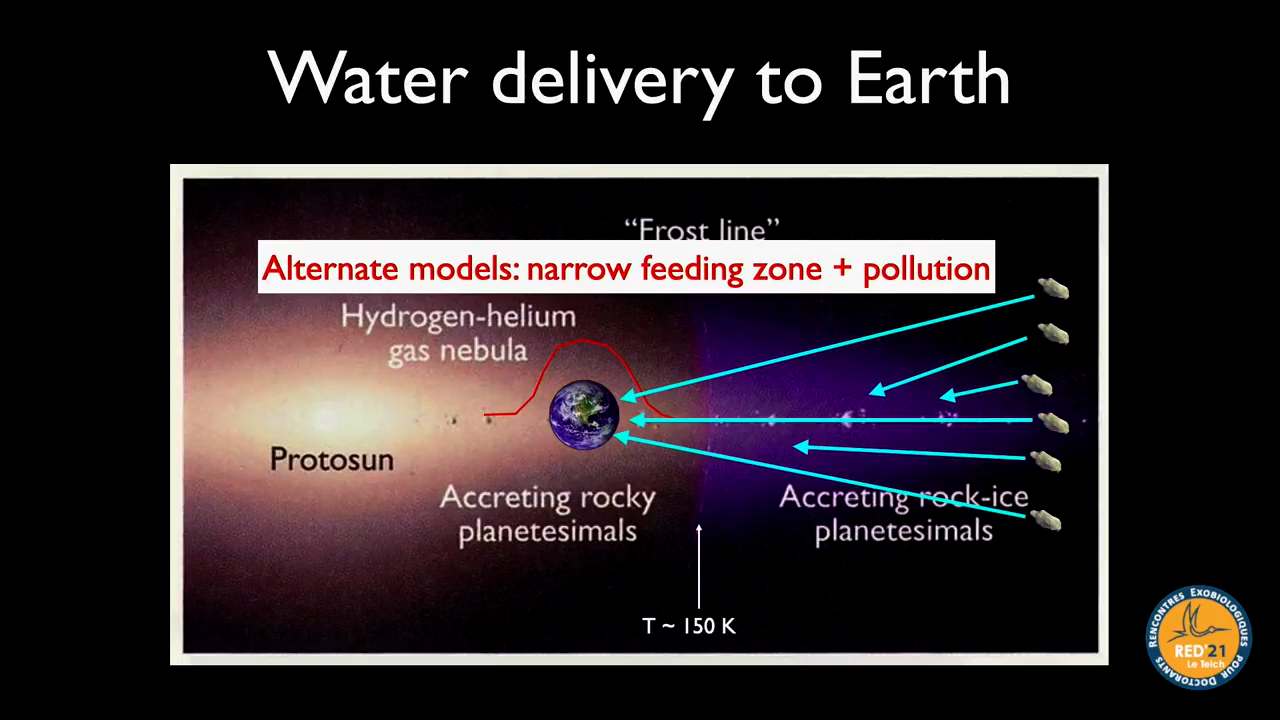 Water delivery to Earth
“Frost line”
Alternate models: narrow feeding zone + pollution
Hydrogen-helium
gas nebula
Protosun
Accreting rocky
planetesimals
Accreting rock-ice
planetesimals
T ~ 150 K
RENCONTRES EXOBIOLOGIQUES
POUR DOCTORANTS
RED'21
Le Teich